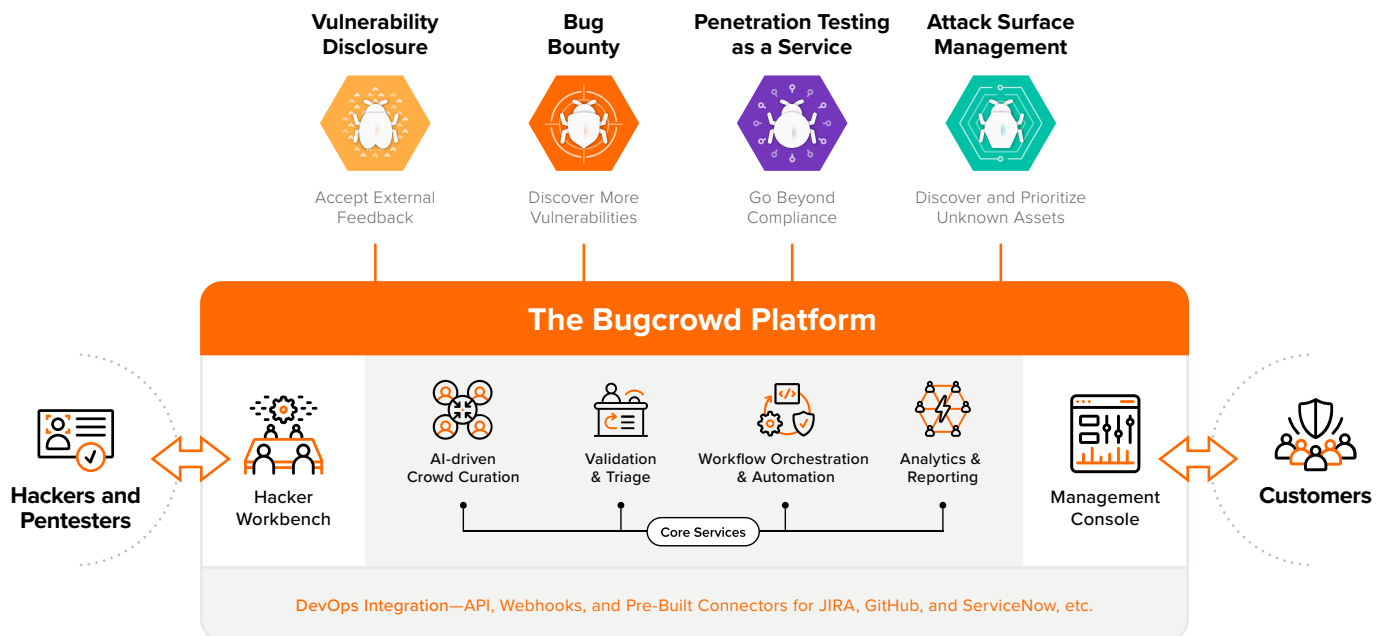 Vulnerability
Disclosure
Bug
Bounty
Penetration Testing
as a Service
Attack Surface
Management
Accept External
Feedback
Discover More
Vulnerabilities
Go Beyond
Compliance
Discover and Prioritize
Unknown Assets
The Bugcrowd Platform
Hackers and
Pentesters
Hacker
Workbench
AI-driven
Crowd Curation
Validation
& Triage
Workflow Orchestration
& Automation
Analytics &
Reporting
Core Services
Management
Console
Customers
DevOps Integration—API, Webhooks, and Pre-Built Connectors for JIRA, GitHub, and ServiceNow, etc.